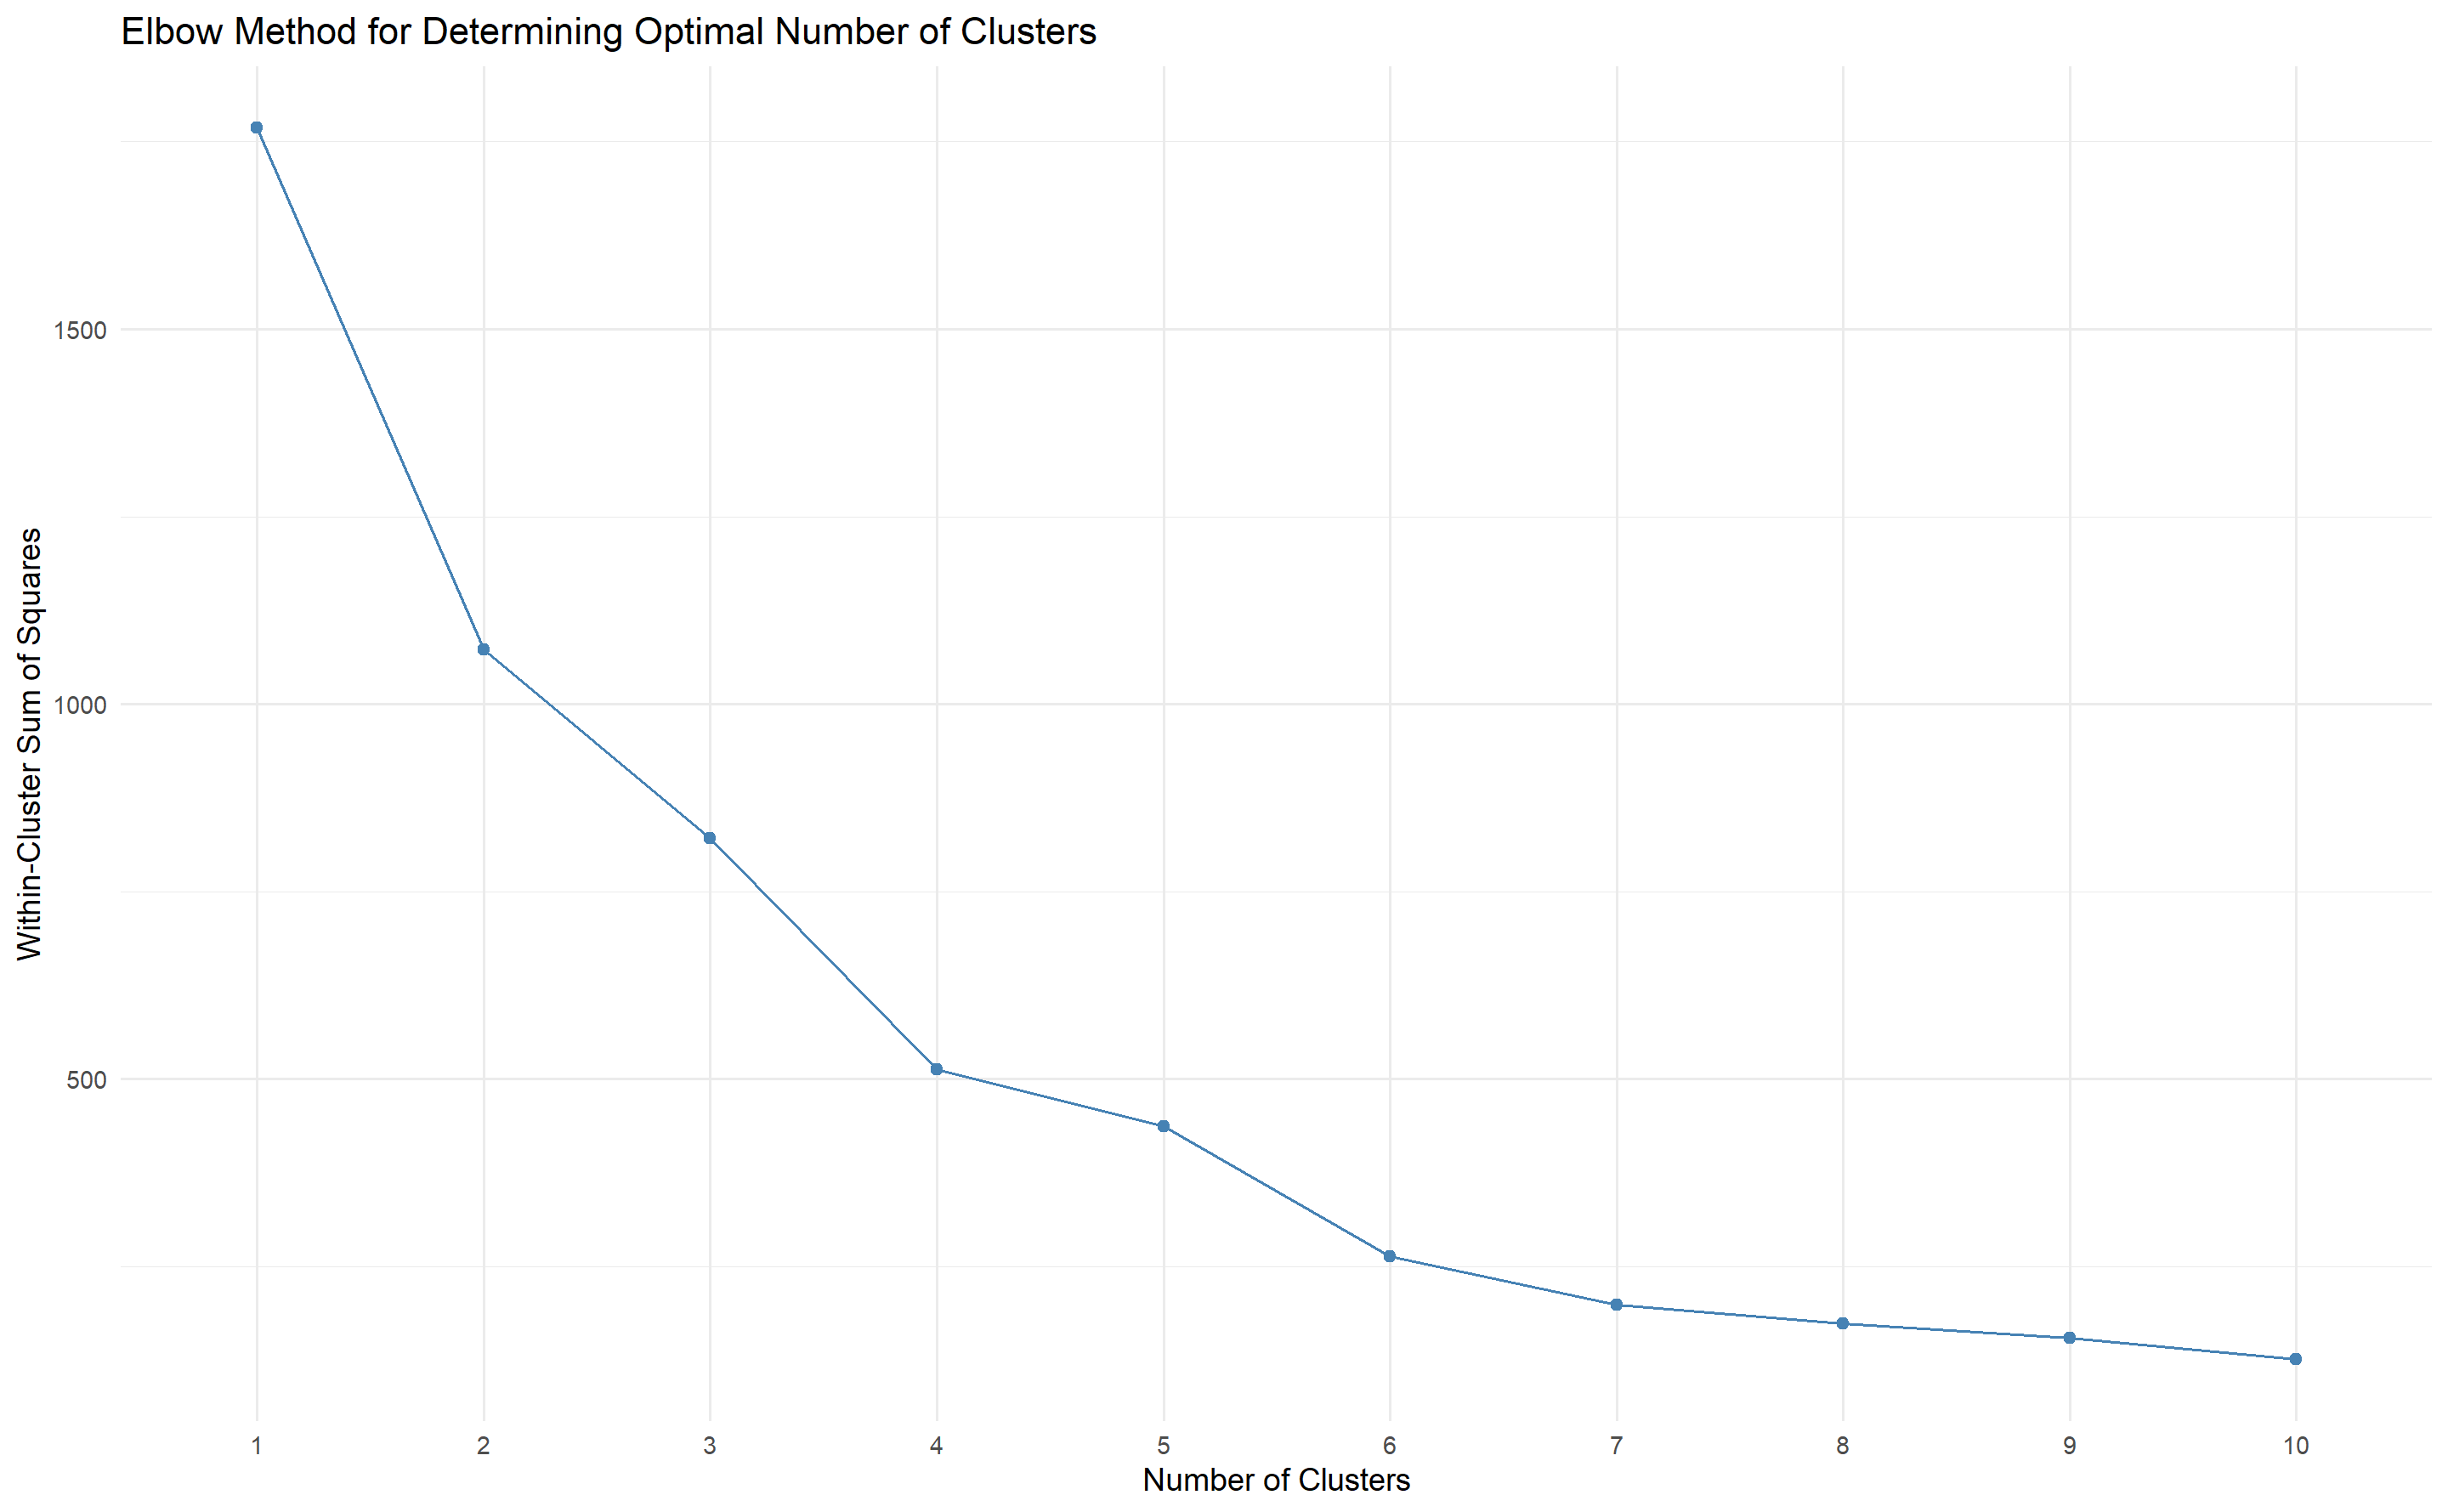 Elbow Method for Determining Optimal Number of Clusters
Within-Cluster Sum of Squares
1500
1000
500
1 2 3 4 5 6 7 8 9 10
Number of Clusters